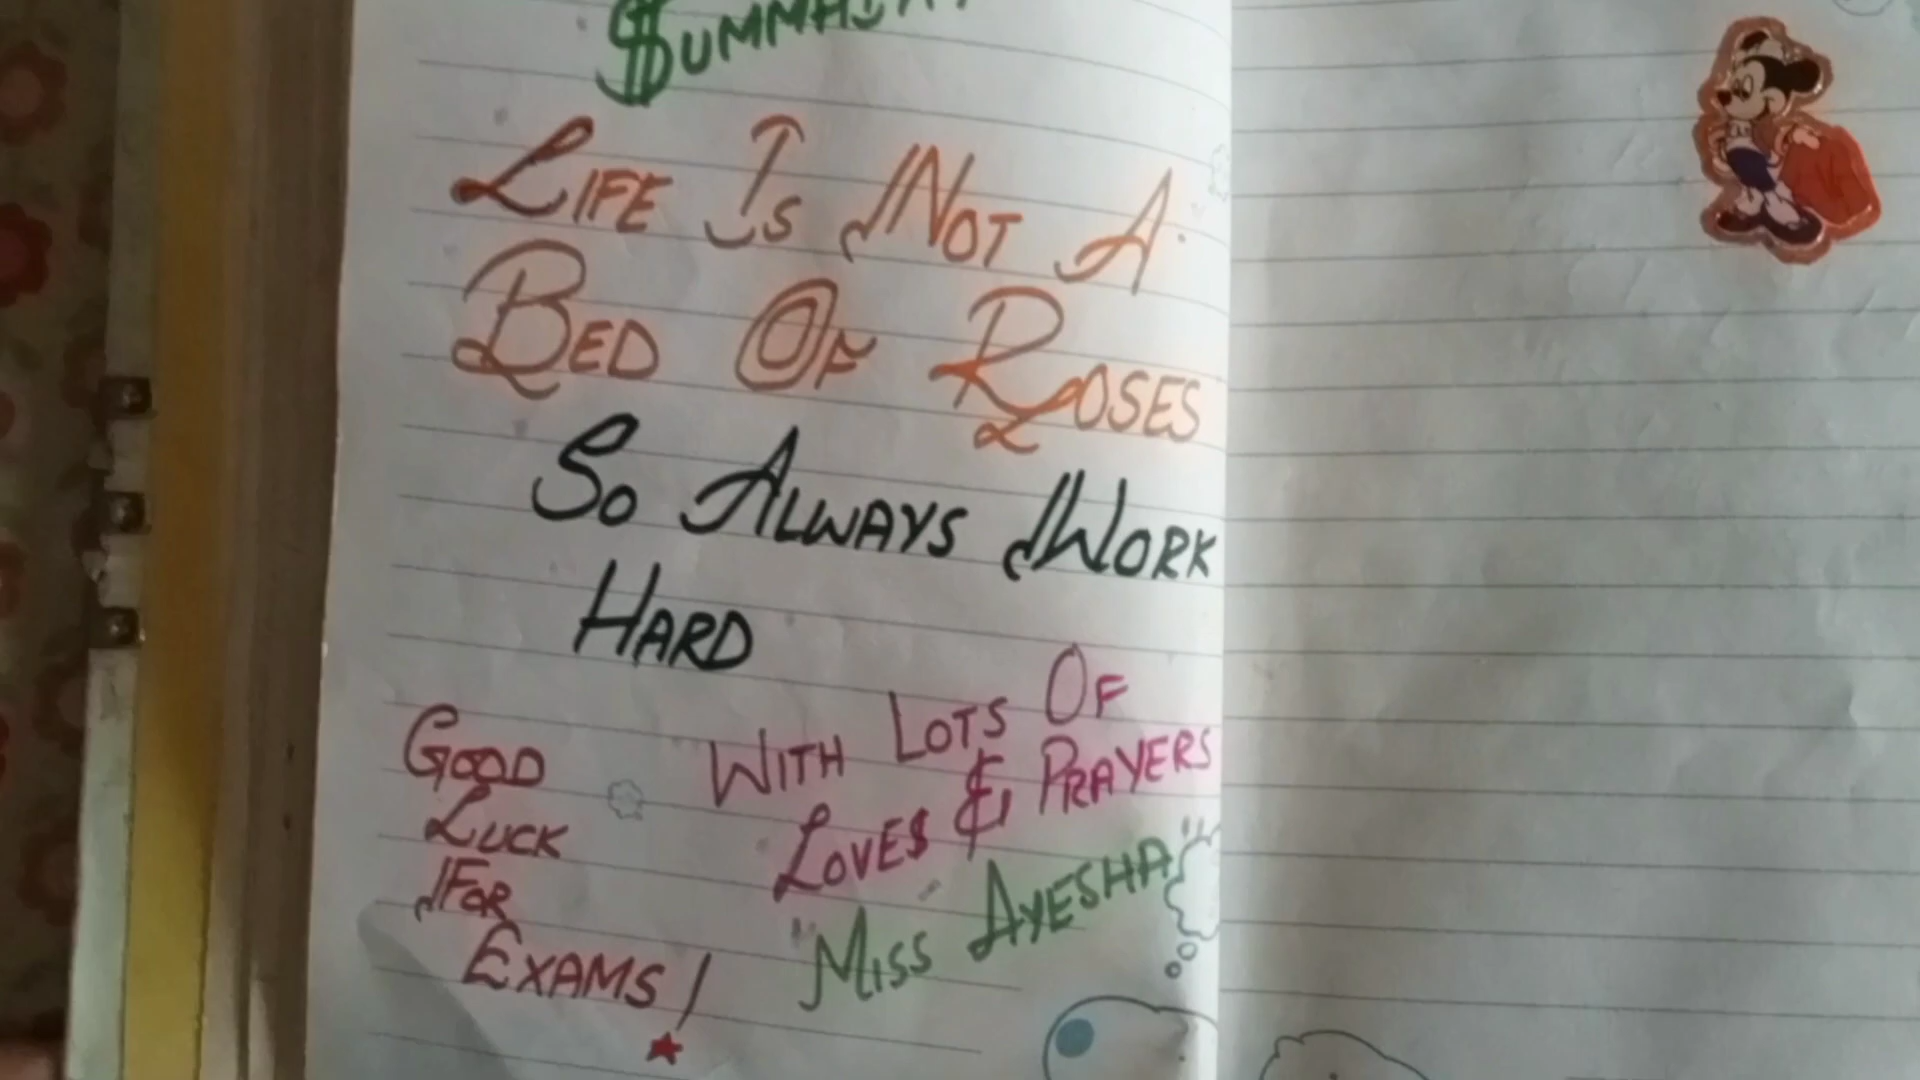 Life Is Not A
Bed Of Roses
So Always Work
Hard
Good
Luck
For
Exams!
With Lots Of
Loves & Prayers
"Miss Ayesha"